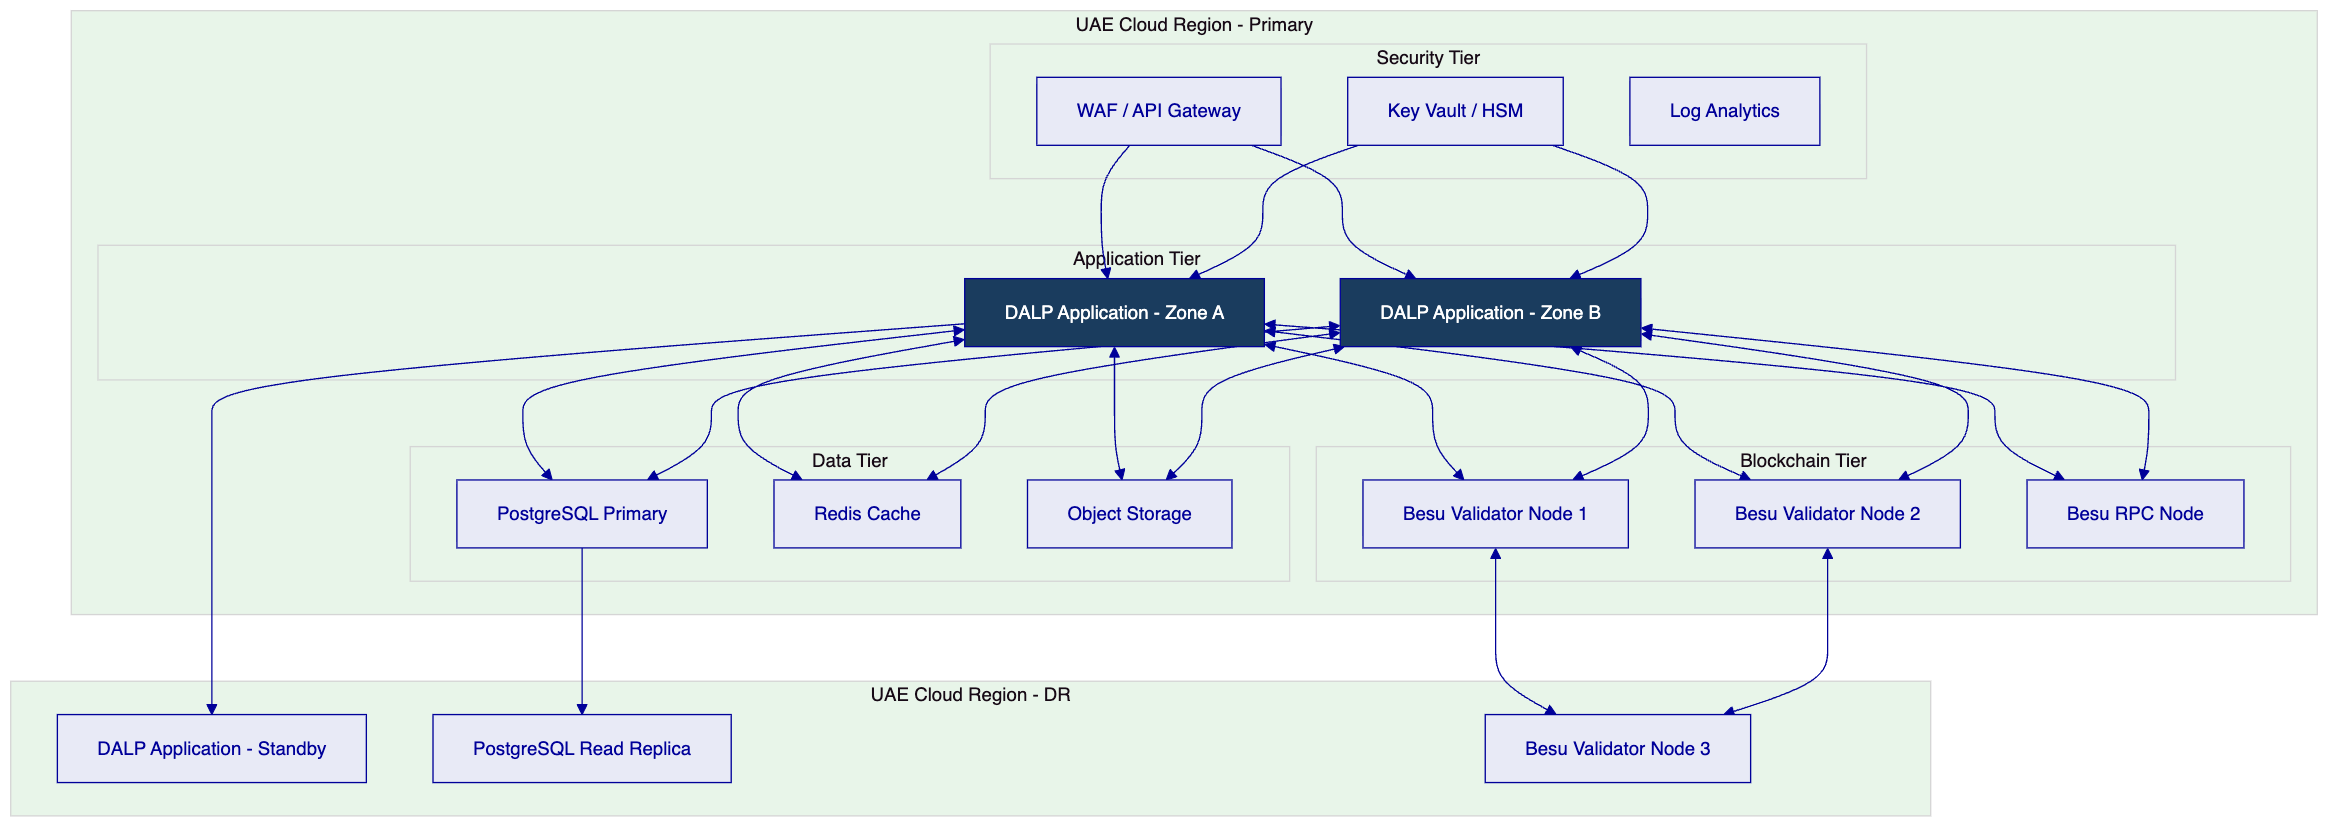 UAE Cloud Region - Primary
Security Tier
WAF / API Gateway
Key Vault / HSM
Log Analytics
Application Tier
DALP Application - Zone A
DALP Application - Zone B
Data Tier
PostgreSQL Primary
Redis Cache
Object Storage
Blockchain Tier
Besu Validator Node 1
Besu Validator Node 2
Besu RPC Node
UAE Cloud Region - DR
DALP Application - Standby
PostgreSQL Read Replica
Besu Validator Node 3